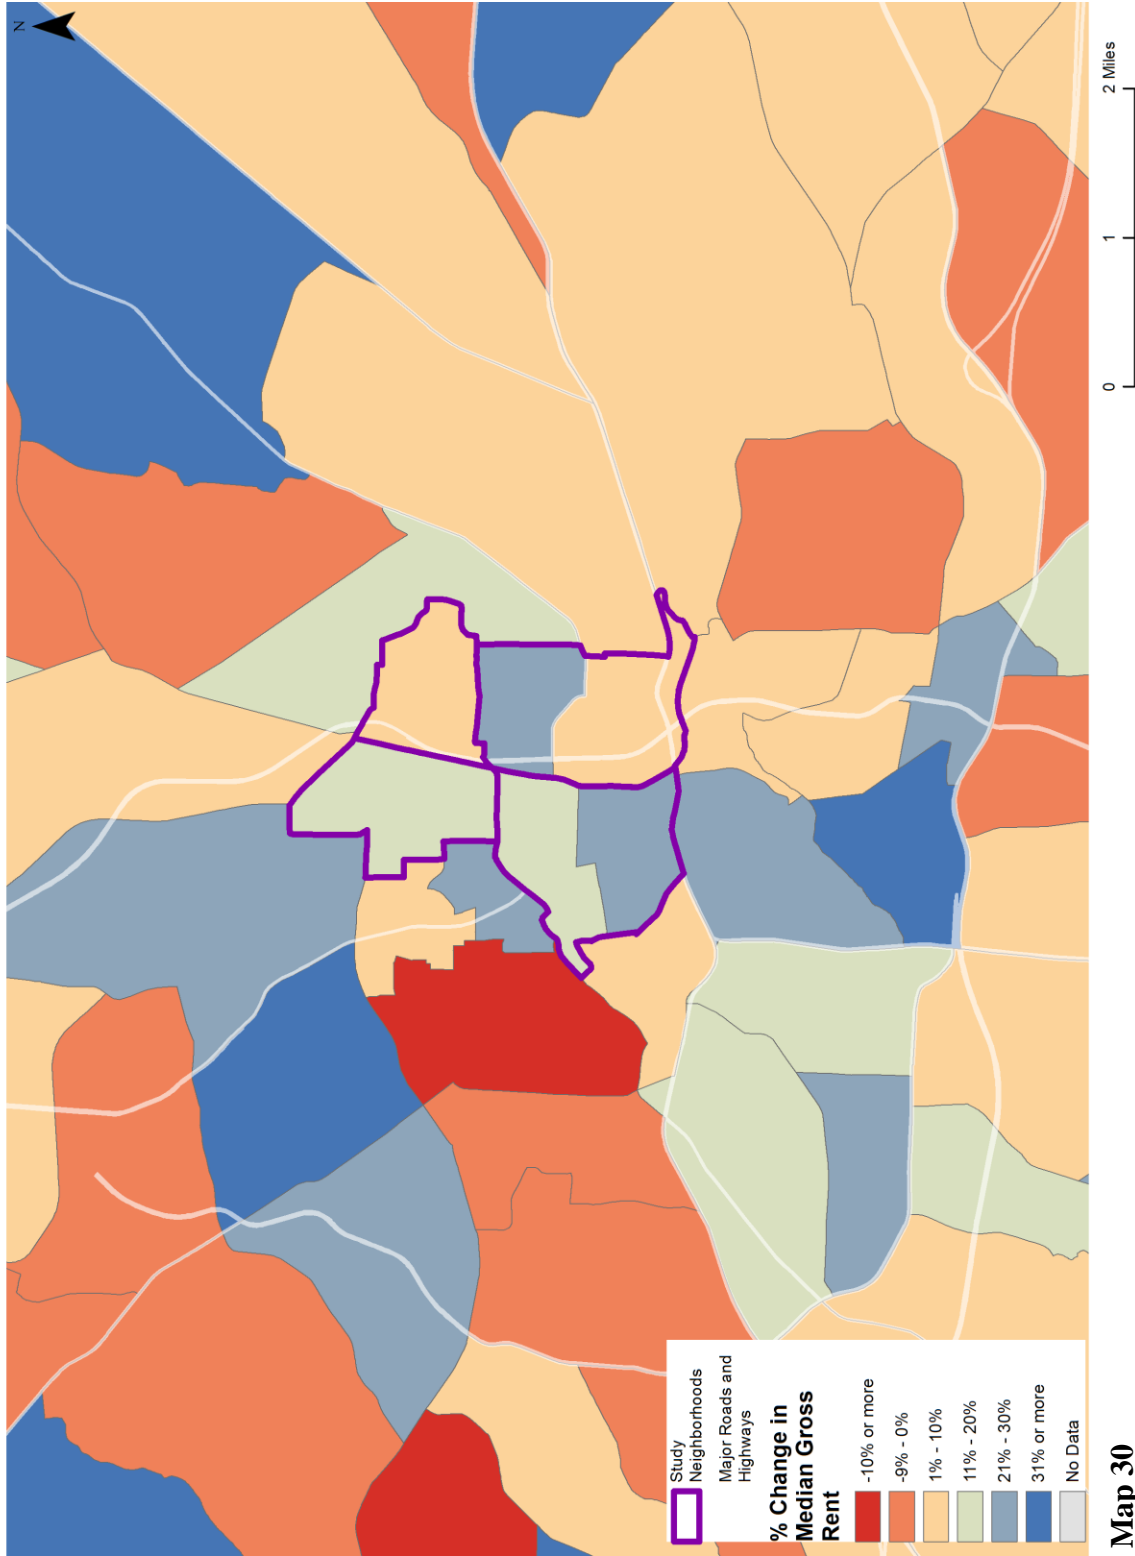 N
Study
Neighborhoods
Major Roads and
Highways
% Change in
Median Gross
Rent
-10% or more
-9% - 0%
1% - 10%
11% - 20%
21% - 30%
31% or more
No Data
0 1 2 Miles
Map 30